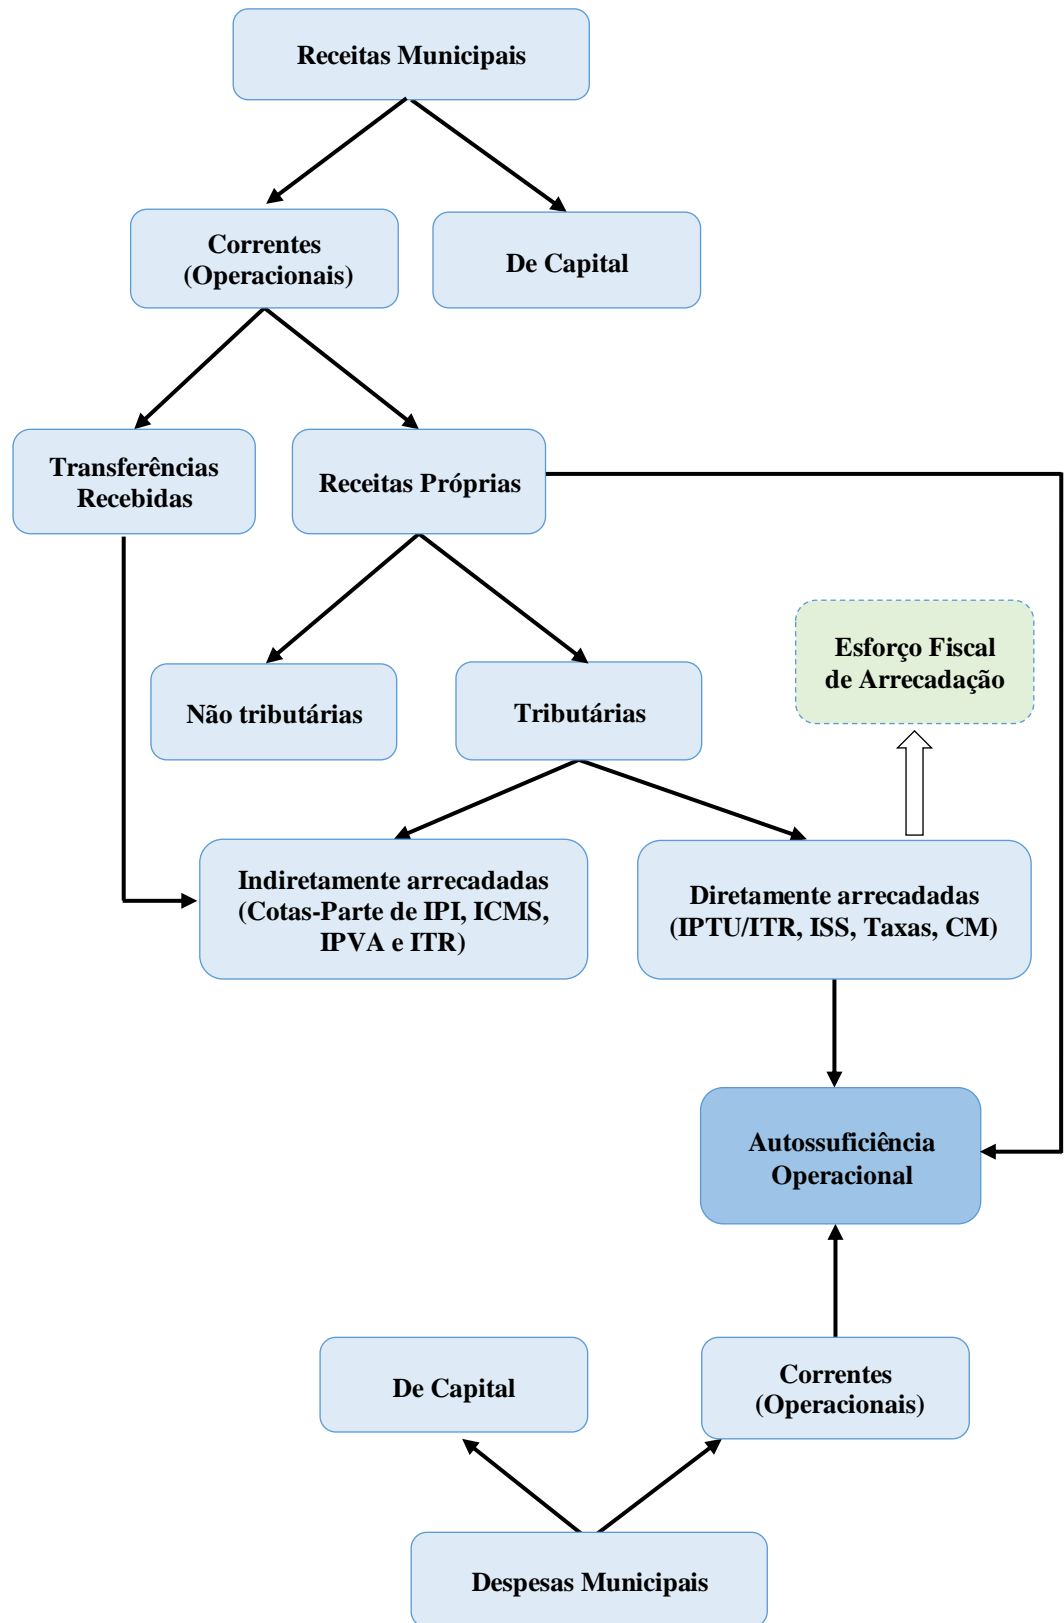 Receitas Municipais
Correntes
(Operacionais)
De Capital
Transferências
Recebidas
Receitas Próprias
Esforço Fiscal
de Arrecadação
Não tributárias
Tributárias
Indiretamente arrecadadas
(Cotas-Parte de IPI, ICMS,
IPVA e ITR)
Diretamente arrecadadas
(IPTU/ITR, ISS, Taxas, CM)
Autossuficiência
Operacional
De Capital
Correntes
(Operacionais)
Despesas Municipais